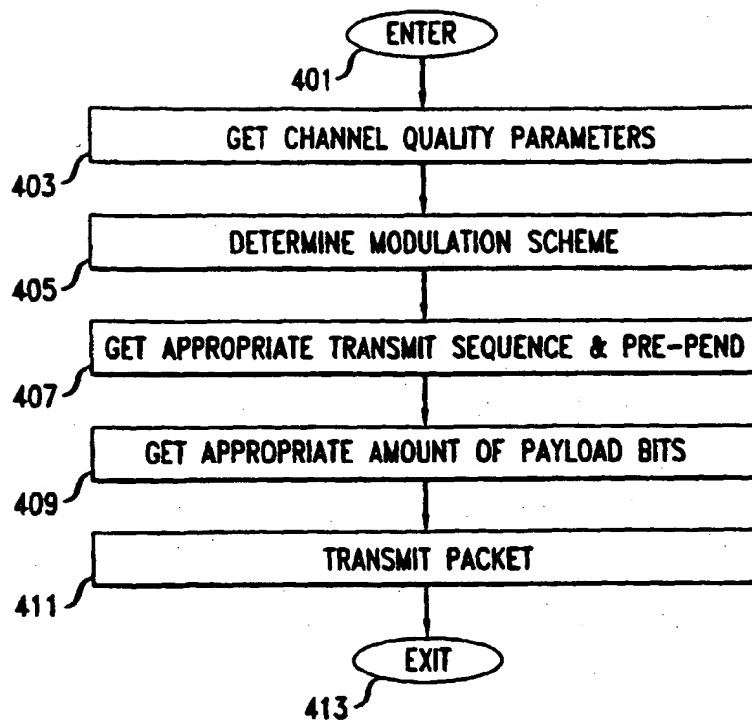 ENTER
401
GET CHANNEL QUALITY PARAMETERS
403
DETERMINE MODULATION SCHEME
405
GET APPROPRIATE TRANSMIT SEQUENCE & PRE-PEND
407
GET APPROPRIATE AMOUNT OF PAYLOAD BITS
409
TRANSMIT PACKET
411
EXIT
413